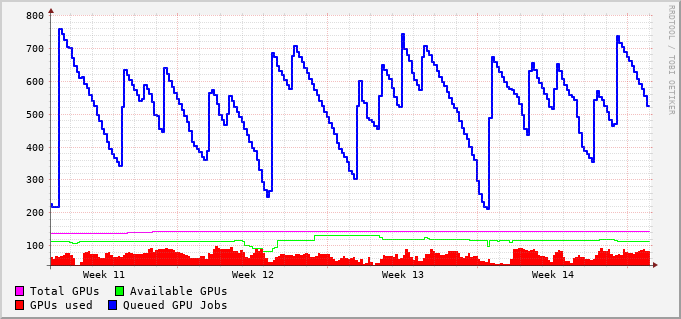 800
700
600
500
400
300
200
100
Week 11 Week 12 Week 13 Week 14
Total GPUs Available GPUs
GPUs used Queued GPU Jobs
RRDTOOL / TOBI OETIKER